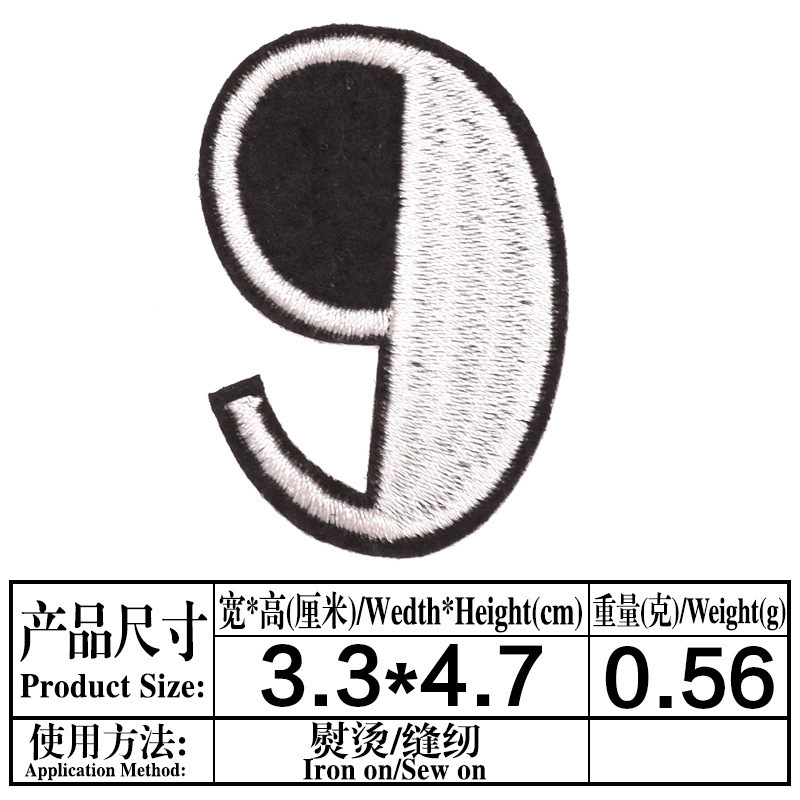 9
产品尺寸
Product Size:
宽*高(厘米)/Wedth*Height(cm)
重量(克)/Weight(g)
3.3*4.7
0.56
使用方法:
Application Method:
熨烫/缝纫
Iron on/Sew on